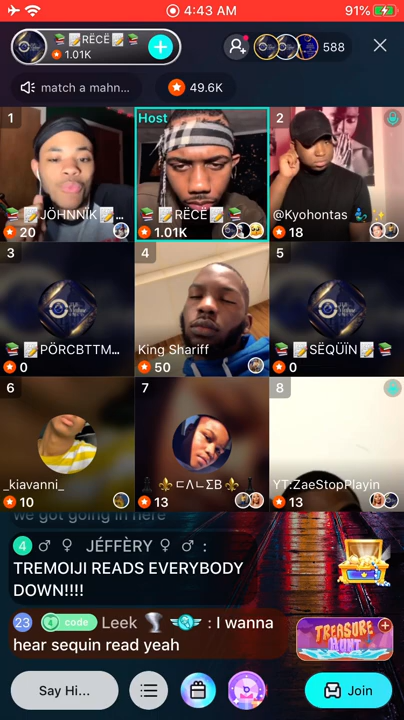 4:43 AM
91%
📚📝RËCË📝📚
1.01K
588
match a mahn...
49.6K
1
Host
2
📚📝JÖHNNÏK📝...
20
📚📝RËCË📝📚
1.01K
@Kyohontas 🧞‍♂️✨
18
3
4
5
📚📝PÖRCBTTM...
0
King Shariff
50
📚📝SËQÜÏN📝📚
0
6
7
8
_kiavanni_
10
♟⚜️⊏ΛᓚΣB⚜️♟
13
YT:ZaeStopPlayin
13
we got going in here
4 ♂ ♀ JÉFFÈRY ♀ ♂ :
TREMOIJI READS EVERYBODY
DOWN!!!!
23 4 code Leek : I wanna
hear sequin read yeah
TREASURE
HUNT
Say Hi...
Join